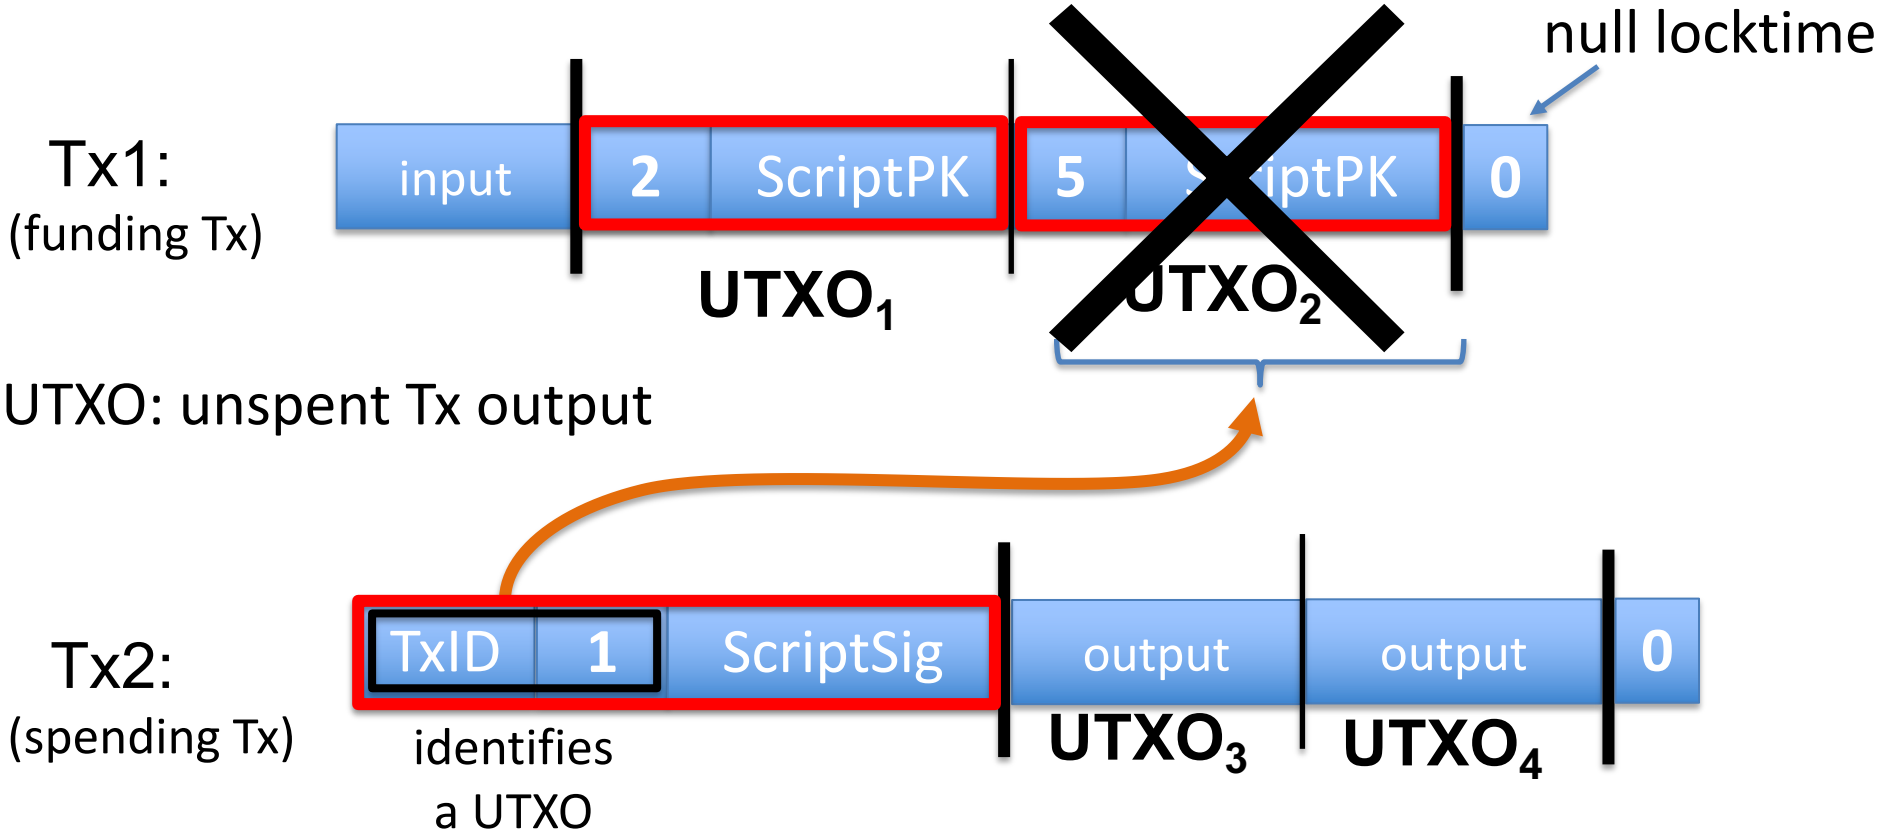 null locktime
Tx1:
(funding Tx)
input 2 ScriptPK 5 ScriptPK 0
UTXO1 UTXO2
UTXO: unspent Tx output
Tx2:
(spending Tx)
TxID 1 ScriptSig output output 0
identifies
a UTXO
UTXO3 UTXO4